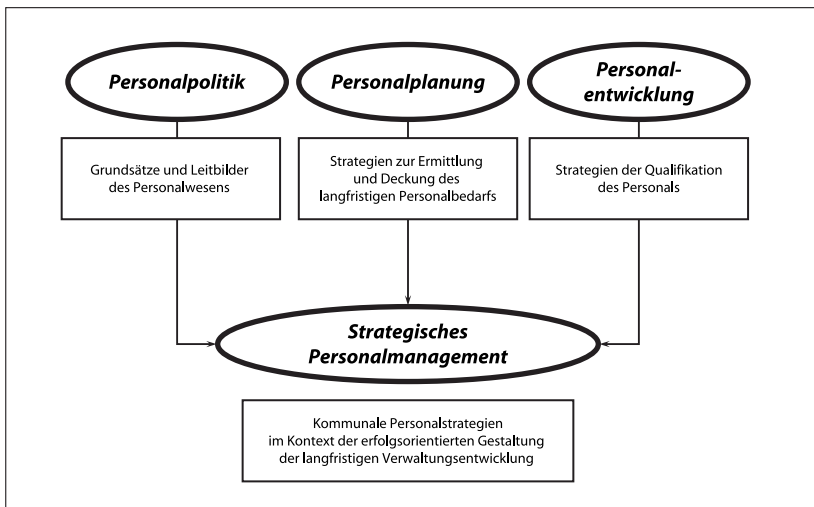 Personalpolitik
Personalplanung
Personal-
entwicklung
Grundsätze und Leitbilder
des Personalwesens
Strategien zur Ermittlung
und Deckung des
langfristigen Personalbedarfs
Strategien der Qualifikation
des Personals
Strategisches
Personalmanagement
Kommunale Personalstrategien
im Kontext der erfolgsorientierten Gestaltung
der langfristigen Verwaltungsentwicklung